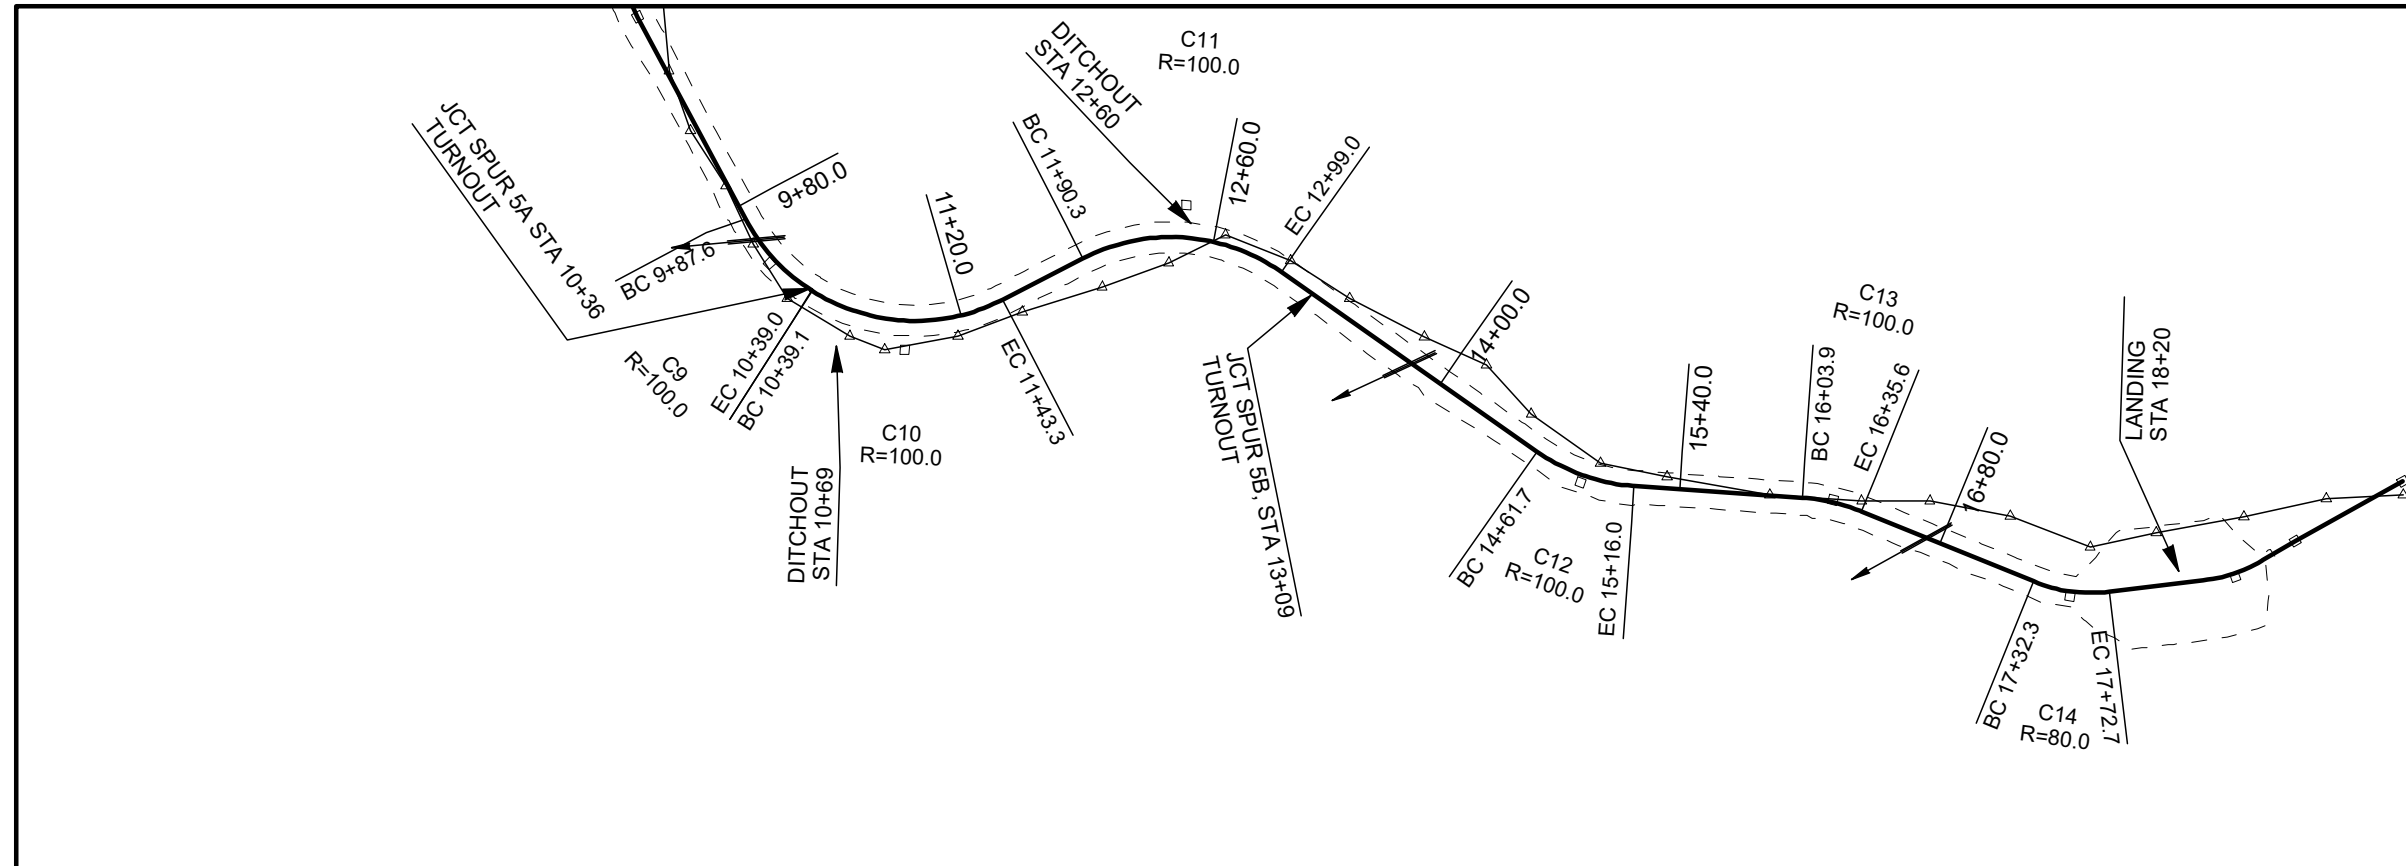 JCT SPUR 5A STA 10+36
TURNOUT
9+80.0
BC 9+87.6
C9
R=100.0
EC 10+39.0
BC 10+39.1
DITCHOUT
STA 10+69
C10
R=100.0
11+20.0
EC 11+43.3
BC 11+90.3
DITCHOUT
STA 12+60
C11
R=100.0
12+60.0
EC 12+99.0
JCT SPUR 5B, STA 13+09
TURNOUT
14+00.0
BC 14+61.7
C12
R=100.0
EC 15+16.0
15+40.0
C13
R=100.0
BC 16+03.9
EC 16+35.6
16+80.0
BC 17+32.3
C14
R=80.0
EC 17+72.7
LANDING
STA 18+20